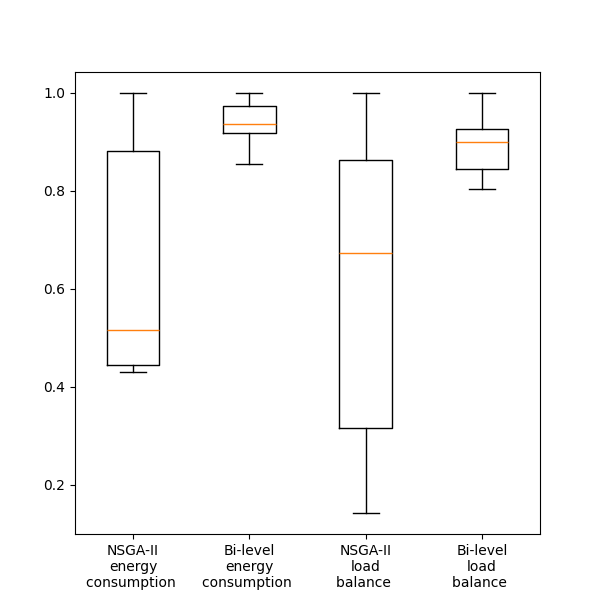 1.0
0.8
0.6
0.4
0.2
NSGA-II
energy
consumption
Bi-level
energy
consumption
NSGA-II
load
balance
Bi-level
load
balance